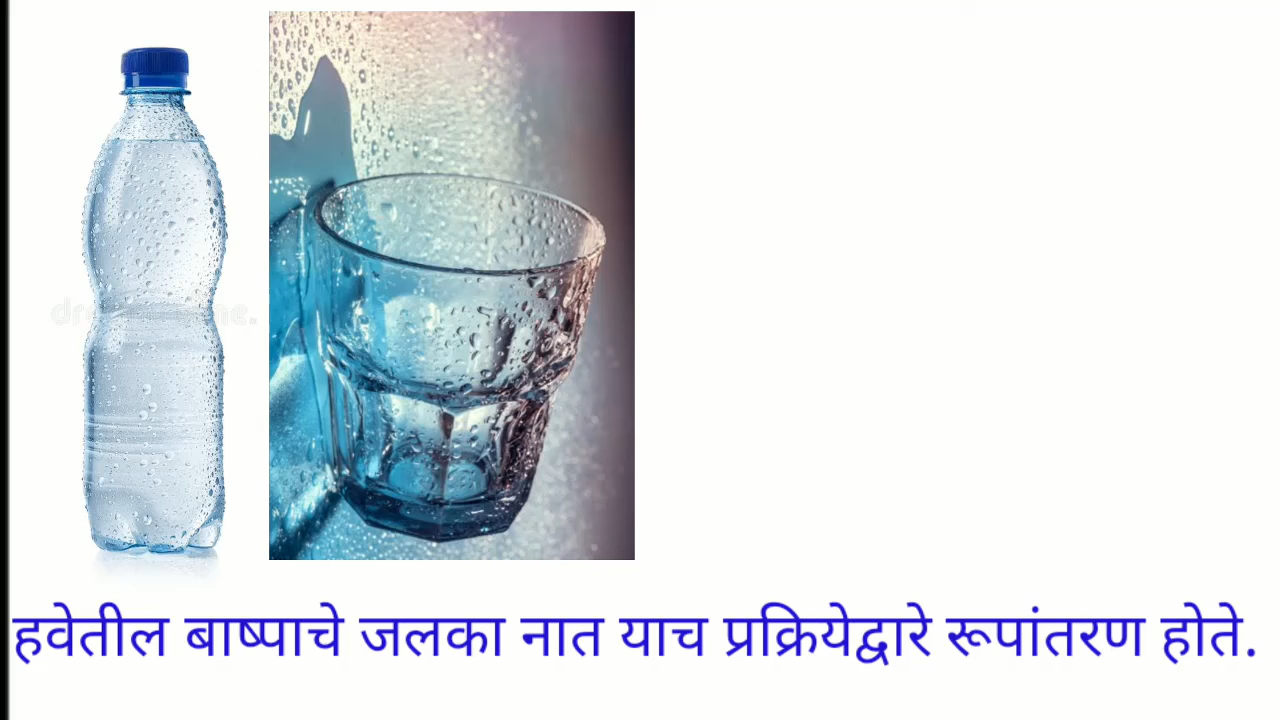 हवेतील बाष्पाचे जलका नात याच प्रक्रियेद्वारे रूपांतरण होते.